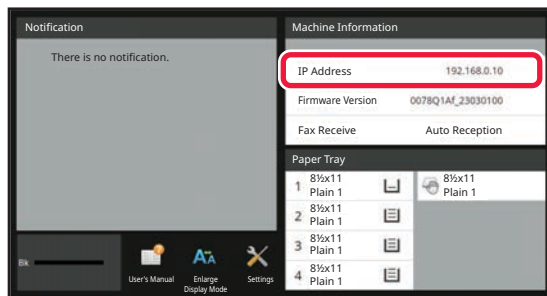 Notification
There is no notification.
Machine Information
IP Address 192.168.0.10
Firmware Version 0078Q1Af_23030100
Fax Receive Auto Reception
Paper Tray
1 8½x11
Plain 1
8½x11
Plain 1
2 8½x11
Plain 1
3 8½x11
Plain 1
4 8½x11
Plain 1
Bk
User's Manual
Enlarge
Display Mode
Settings